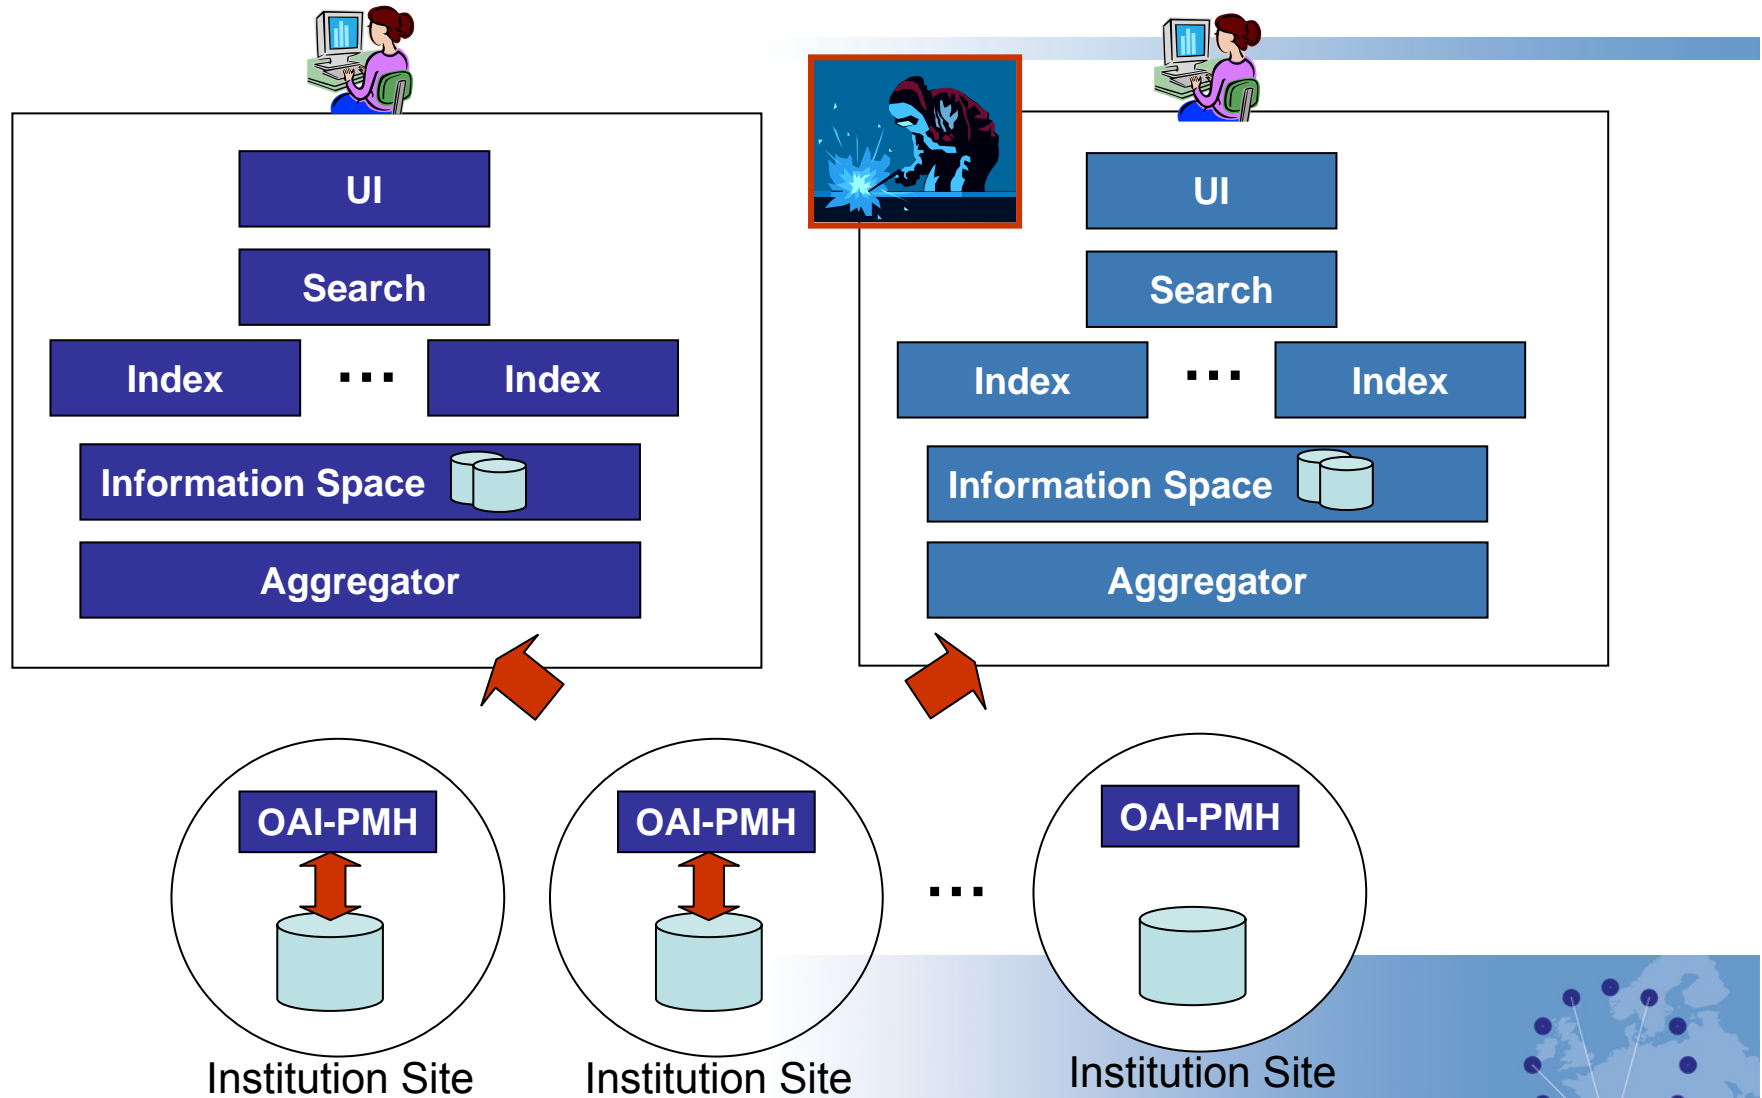 UI
Search
Index ... Index
Information Space
Aggregator
UI
Search
Index ... Index
Information Space
Aggregator
OAI-PMH
Institution Site
OAI-PMH
Institution Site
...
OAI-PMH
Institution Site